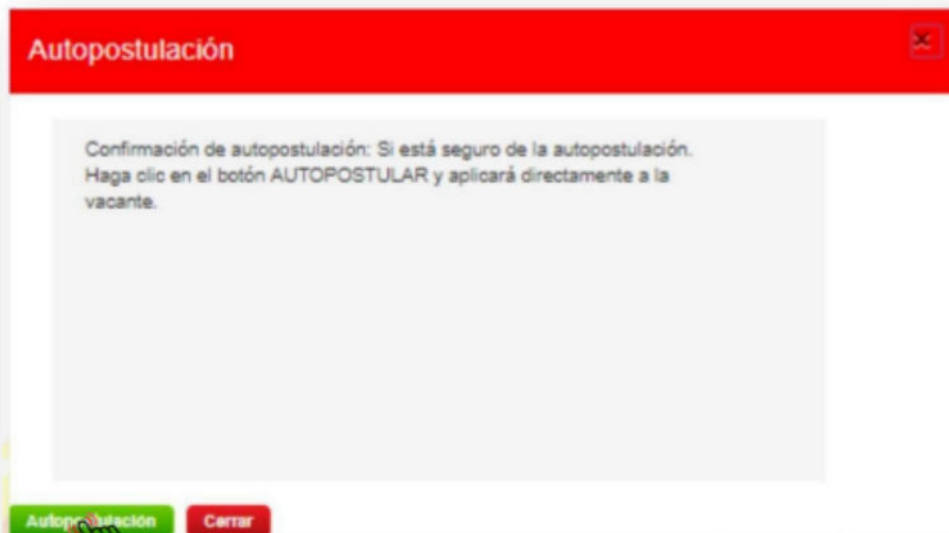 Autopostulación
Confirmación de autopostulación: Si está seguro de la autopostulación.
Haga clic en el botón AUTOPOSTULAR y aplicará directamente a la
vacante.
Autopostulación Cerrar